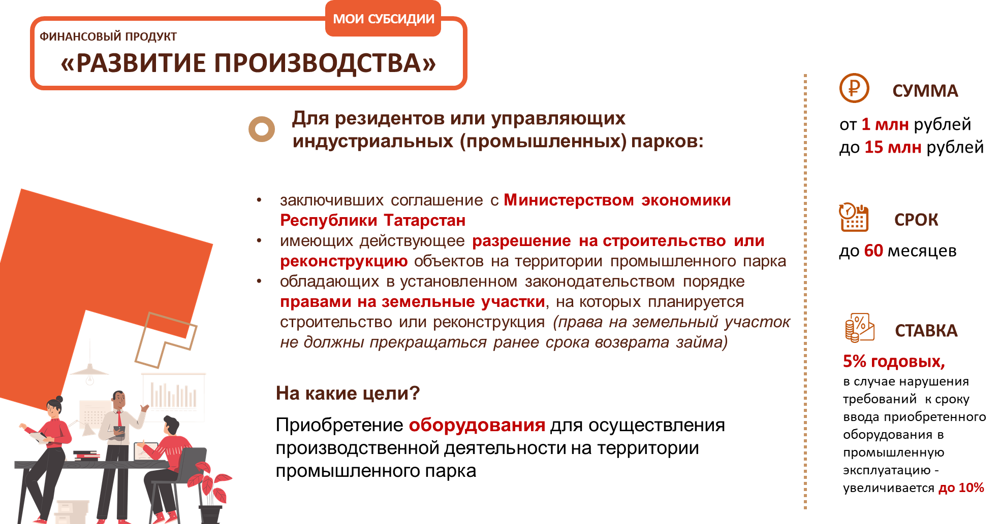 МОИ СУБСИДИИ
ФИНАНСОВЫЙ ПРОДУКТ
«РАЗВИТИЕ ПРОИЗВОДСТВА»
Для резидентов или управляющих
индустриальных (промышленных) парков:
• заключивших соглашение с Министерством экономики
Республики Татарстан
• имеющих действующее разрешение на строительство или
реконструкцию объектов на территории промышленного парка
• обладающих в установленном законодательством порядке
правами на земельные участки, на которых планируется
строительство или реконструкция (права на земельный участок
не должны прекращаться ранее срока возврата займа)
На какие цели?
Приобретение оборудования для осуществления
производственной деятельности на территории
промышленного парка
СУММА
от 1 млн рублей
до 15 млн рублей
СРОК
до 60 месяцев
СТАВКА
5% годовых,
в случае нарушения
требований к сроку
ввода приобретенного
оборудования в
промышленную
эксплуатацию -
увеличивается до 10%